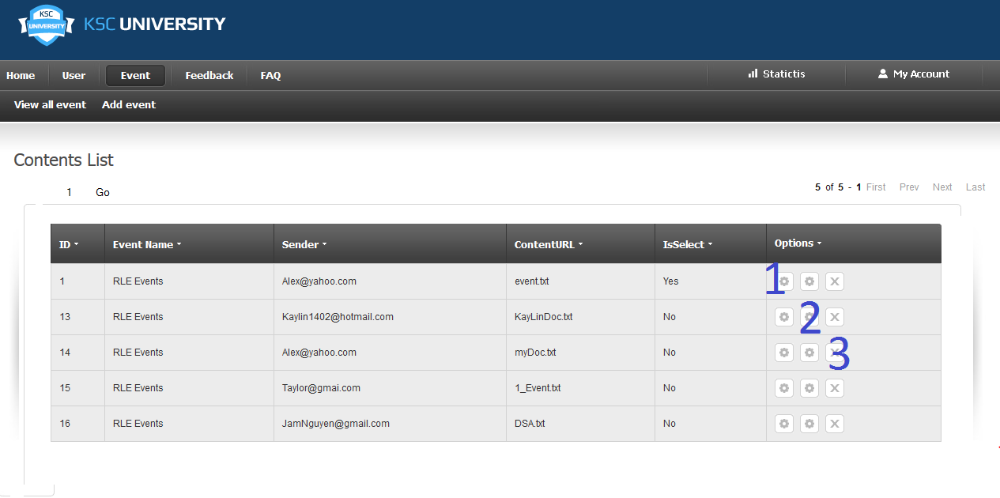 KSC
UNIVERSITY
KSC UNIVERSITY
Home User Event Feedback FAQ Statictis My Account
View all event Add event
Contents List
1 Go 5 of 5 - 1 First Prev Next Last
ID Event Name Sender ContentURL IsSelect Options
1 RLE Events Alex@yahoo.com event.txt Yes 1
13 RLE Events Kaylin1402@hotmail.com KayLinDoc.txt No 2
14 RLE Events Alex@yahoo.com myDoc.txt No 3
15 RLE Events Taylor@gmai.com 1_Event.txt No
16 RLE Events JamNguyen@gmail.com DSA.txt No